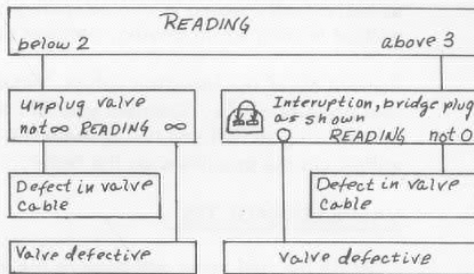 READING
below 2 above 3
Unplug valve
not ∞ READING ∞
Interuption, bridge plug
as shown
O READING not O
Defect in valve
cable
Defect in valve
cable
Valve defective
Valve defective